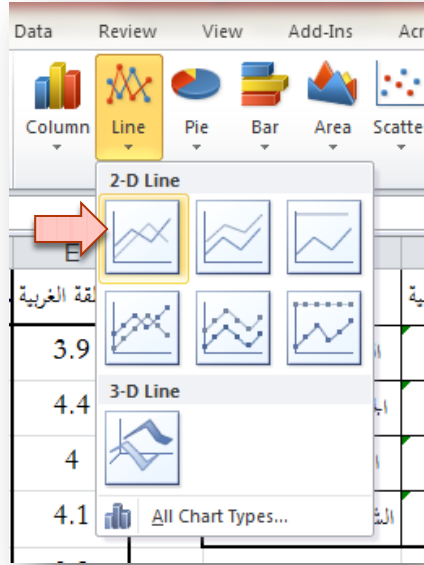 Data Review View Add-Ins
Column Line Pie Bar Area
2-D Line
E
الغربية
3.9
4.4
3-D Line
4
4.1
All Chart Types...